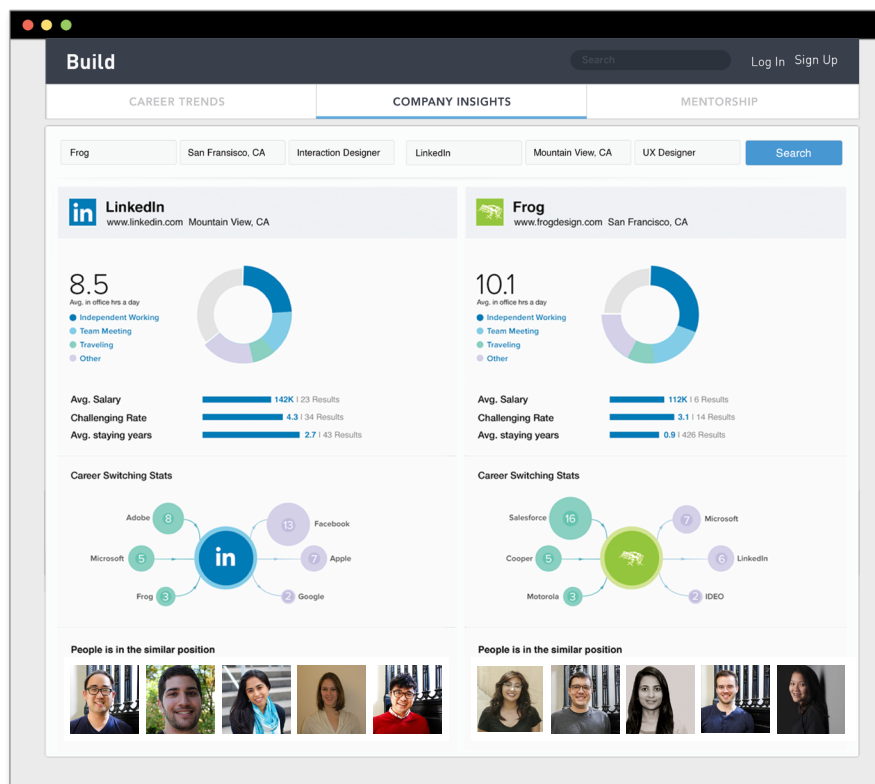 Build
Search
Log In Sign Up
CAREER TRENDS
COMPANY INSIGHTS
MENTORSHIP
Frog
San Fransisco, CA
Interaction Designer
LinkedIn
Mountain View, CA
UX Designer
Search
in
LinkedIn
www.linkedin.com Mountain View, CA
8.5
Avg. in office hrs a day
Independent Working
Team Meeting
Traveling
Other
Avg. Salary 142K | 23 Results
Challenging Rate 4.3 | 34 Results
Avg. staying years 2.7 | 43 Results
Career Switching Stats
Adobe 8
Microsoft 5
Frog 3
in
13 Facebook
7 Apple
2 Google
People is in the similar position
Frog
www.frogdesign.com San Francisco, CA
10.1
Avg. in office hrs a day
Independent Working
Team Meeting
Traveling
Other
Avg. Salary 112K | 6 Results
Challenging Rate 3.1 | 14 Results
Avg. staying years 0.9 | 426 Results
Career Switching Stats
Salesforce 16
Cooper 5
Motorola 3
7 Microsoft
6 LinkedIn
2 IDEO
People is in the similar position